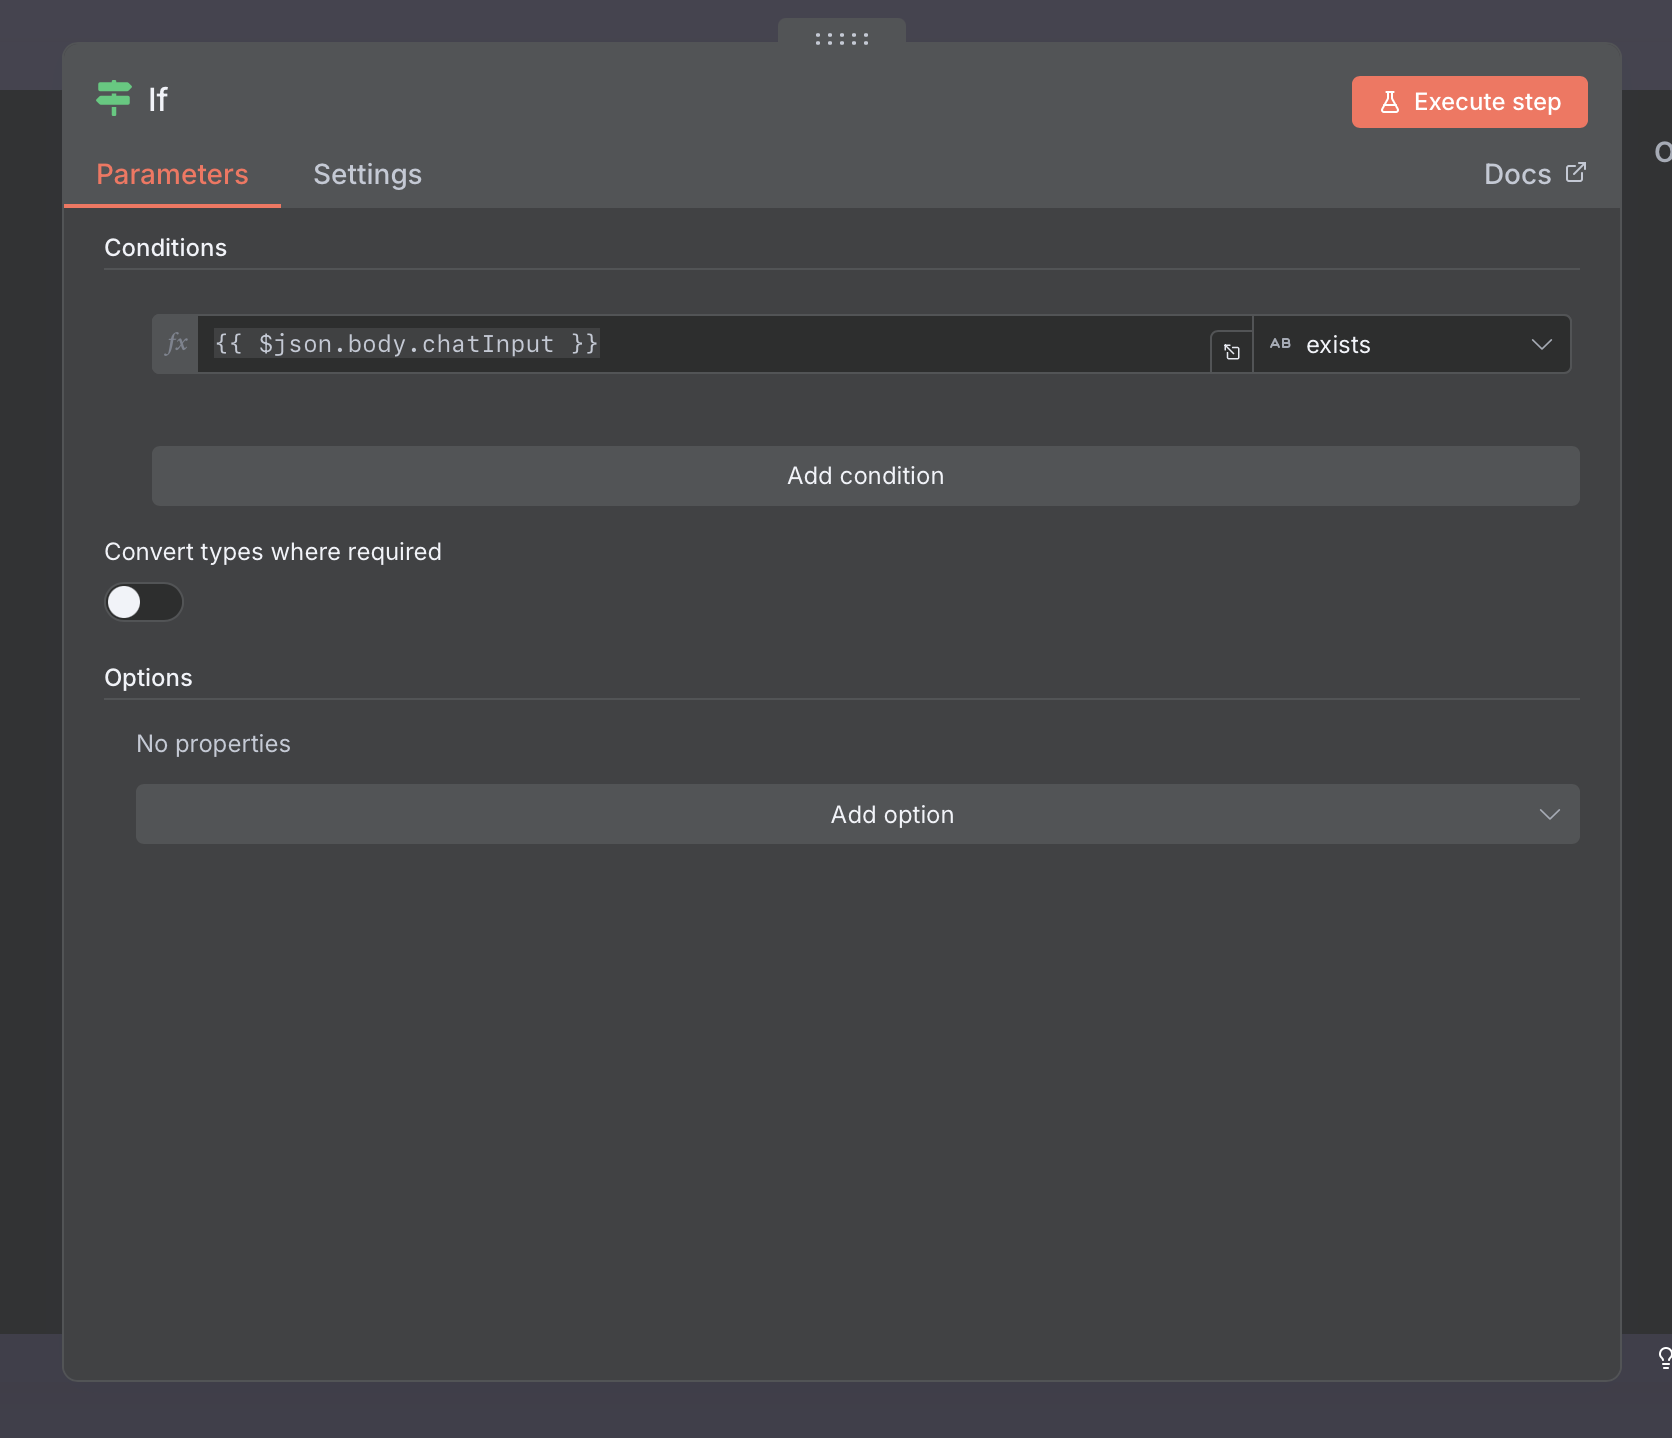 If
Execute step
Parameters
Settings
Docs
Conditions
fx
{{ $json.body.chatInput }}
AB
exists
Add condition
Convert types where required
Options
No properties
Add option